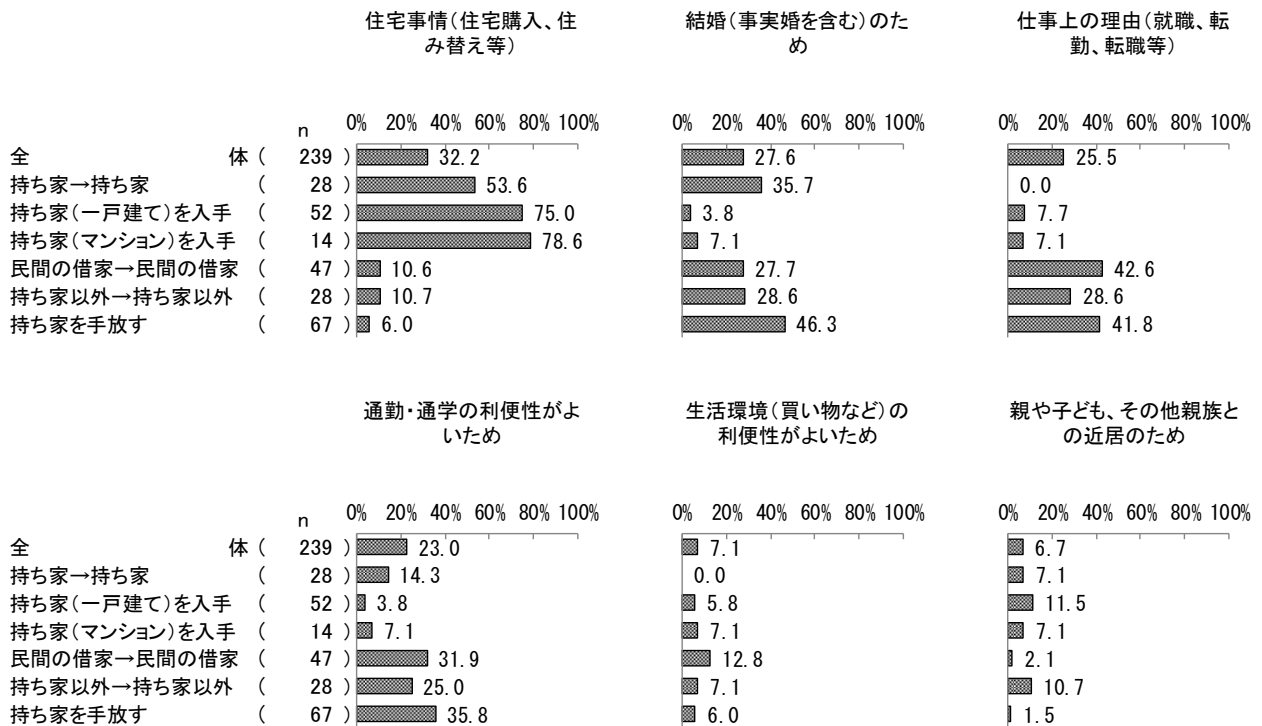 住宅事情(住宅購入、住
み替え等)
結婚(事実婚を含む)のた
め
仕事上の理由(就職、転
勤、転職等)
n 0% 20% 40% 60% 80% 100% 0% 20% 40% 60% 80% 100% 0% 20% 40% 60% 80% 100%
全体 ( 239 ) 32.2 27.6 25.5
持ち家→持ち家 ( 28 ) 53.6 35.7 0.0
持ち家(一戸建て)を入手 ( 52 ) 75.0 3.8 7.7
持ち家(マンション)を入手 ( 14 ) 78.6 7.1 7.1
民間の借家→民間の借家 ( 47 ) 10.6 27.7 42.6
持ち家以外→持ち家以外 ( 28 ) 10.7 28.6 28.6
持ち家を手放す ( 67 ) 6.0 46.3 41.8
通勤・通学の利便性がよ
いため
生活環境(買い物など)の
利便性がよいため
親や子ども、その他親族と
の近居のため
n 0% 20% 40% 60% 80% 100% 0% 20% 40% 60% 80% 100% 0% 20% 40% 60% 80% 100%
全体 ( 239 ) 23.0 7.1 6.7
持ち家→持ち家 ( 28 ) 14.3 0.0 7.1
持ち家(一戸建て)を入手 ( 52 ) 3.8 5.8 11.5
持ち家(マンション)を入手 ( 14 ) 7.1 7.1 7.1
民間の借家→民間の借家 ( 47 ) 31.9 12.8 2.1
持ち家以外→持ち家以外 ( 28 ) 25.0 7.1 10.7
持ち家を手放す ( 67 ) 35.8 6.0 1.5